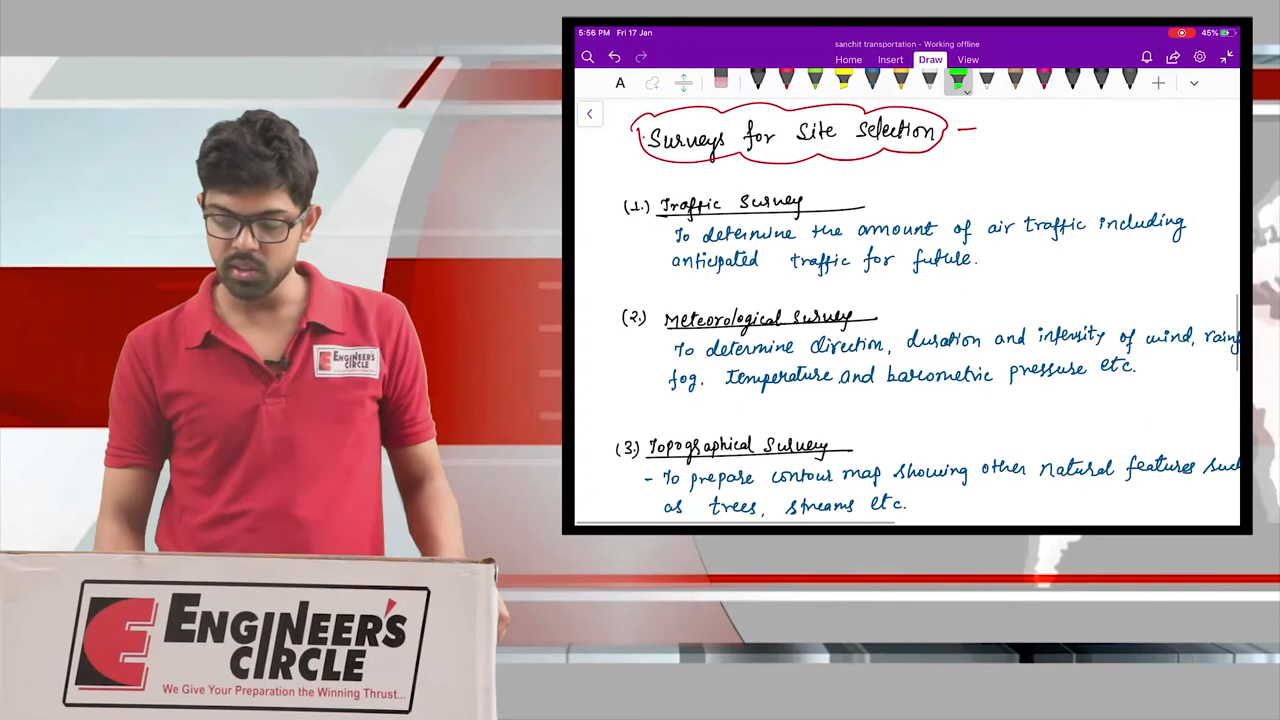 5:56 PM Fri 17 Jan
45%
sanchit transportation - Working offline
Home Insert Draw View
A
Surveys for Site Selection -
(1.) Traffic Survey
To determine the amount of air traffic including
anticipated traffic for future.
(2.) Meteorological Survey
To determine direction, duration and intensity of wind, rain,
fog. Temperature and barometric pressure etc.
(3.) Topographical Survey
- To prepare contour map showing other natural features such
as trees, streams etc.
ENGINEER'S
CIRCLE
E ENGINEER'S
CIRCLE
We Give Your Preparation the Winning Thrust...